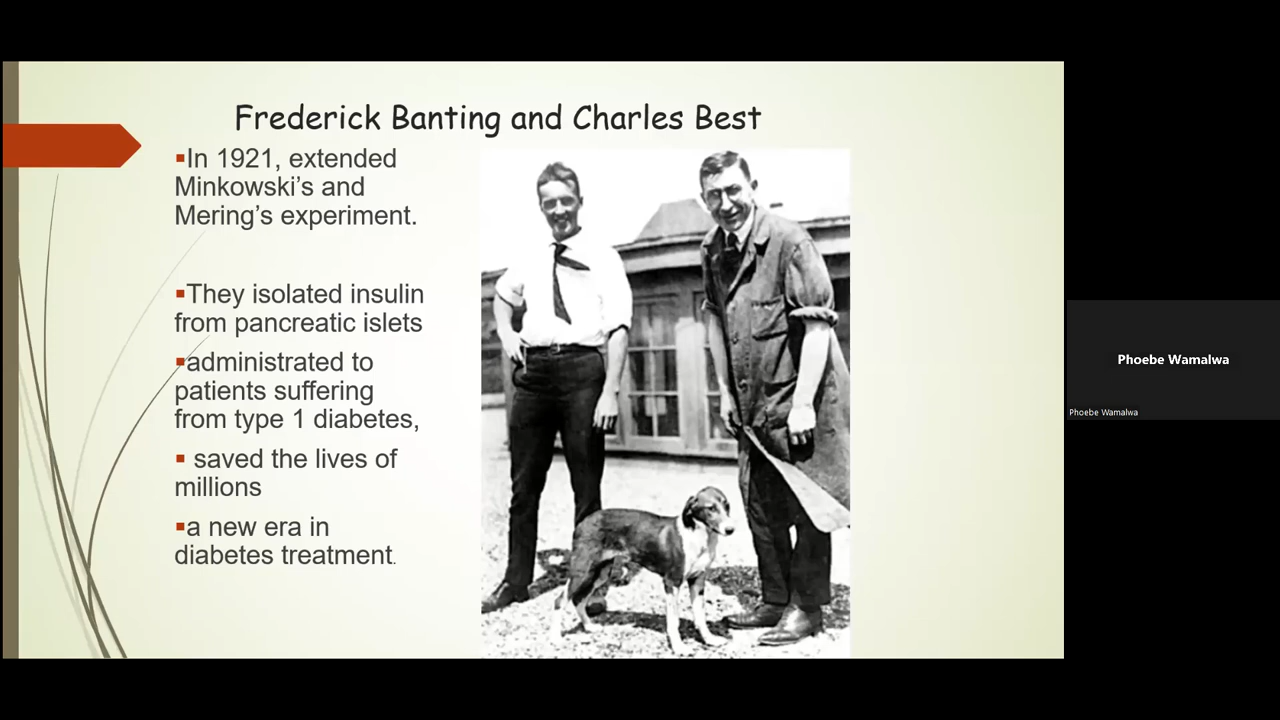 Frederick Banting and Charles Best
▪In 1921, extended
Minkowski’s and
Mering’s experiment.
▪They isolated insulin
from pancreatic islets
▪administrated to
patients suffering
from type 1 diabetes,
▪ saved the lives of
millions
▪a new era in
diabetes treatment.
Phoebe Wamalwa
Phoebe Wamalwa